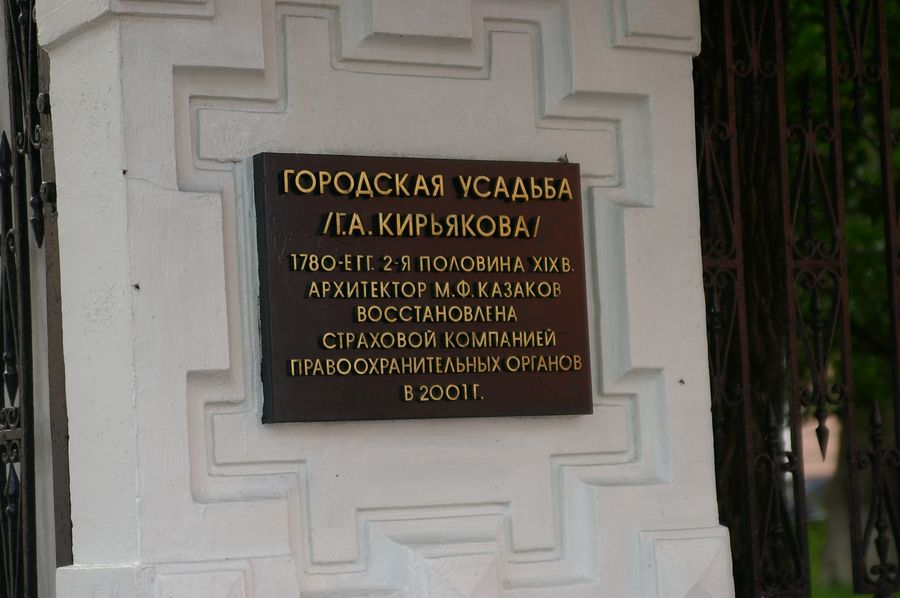 ГОРОДСКАЯ УСАДЬБА
/Г.А. КИРЬЯКОВА/
1780-Е ГГ. 2-Я ПОЛОВИНА XIX В.
АРХИТЕКТОР М.Ф. КАЗАКОВ
ВОССТАНОВЛЕНА
СТРАХОВОЙ КОМПАНИЕЙ
ПРАВООХРАНИТЕЛЬНЫХ ОРГАНОВ
В 2001 Г.